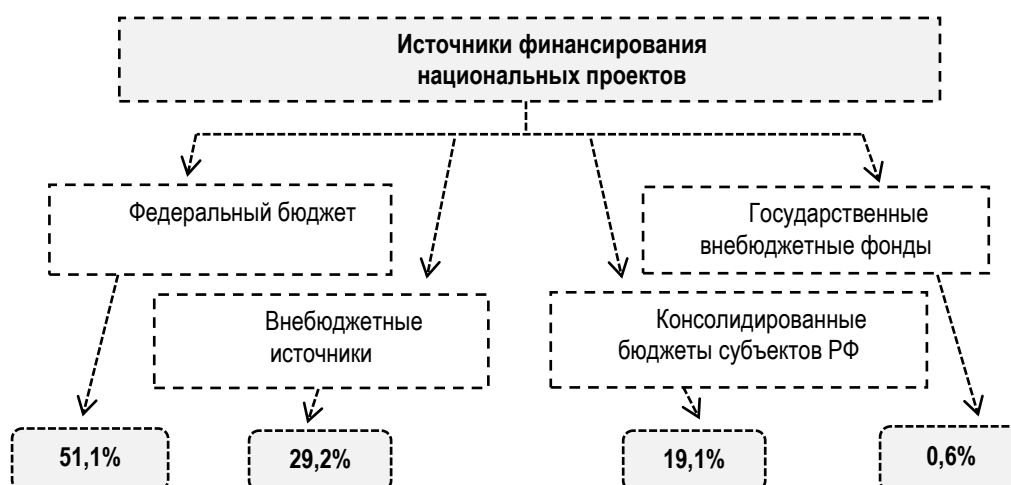 Источники финансирования
национальных проектов
Федеральный бюджет
Государственные
внебюджетные фонды
Внебюджетные
источники
Консолидированные
бюджеты субъектов РФ
51,1%
29,2%
19,1%
0,6%